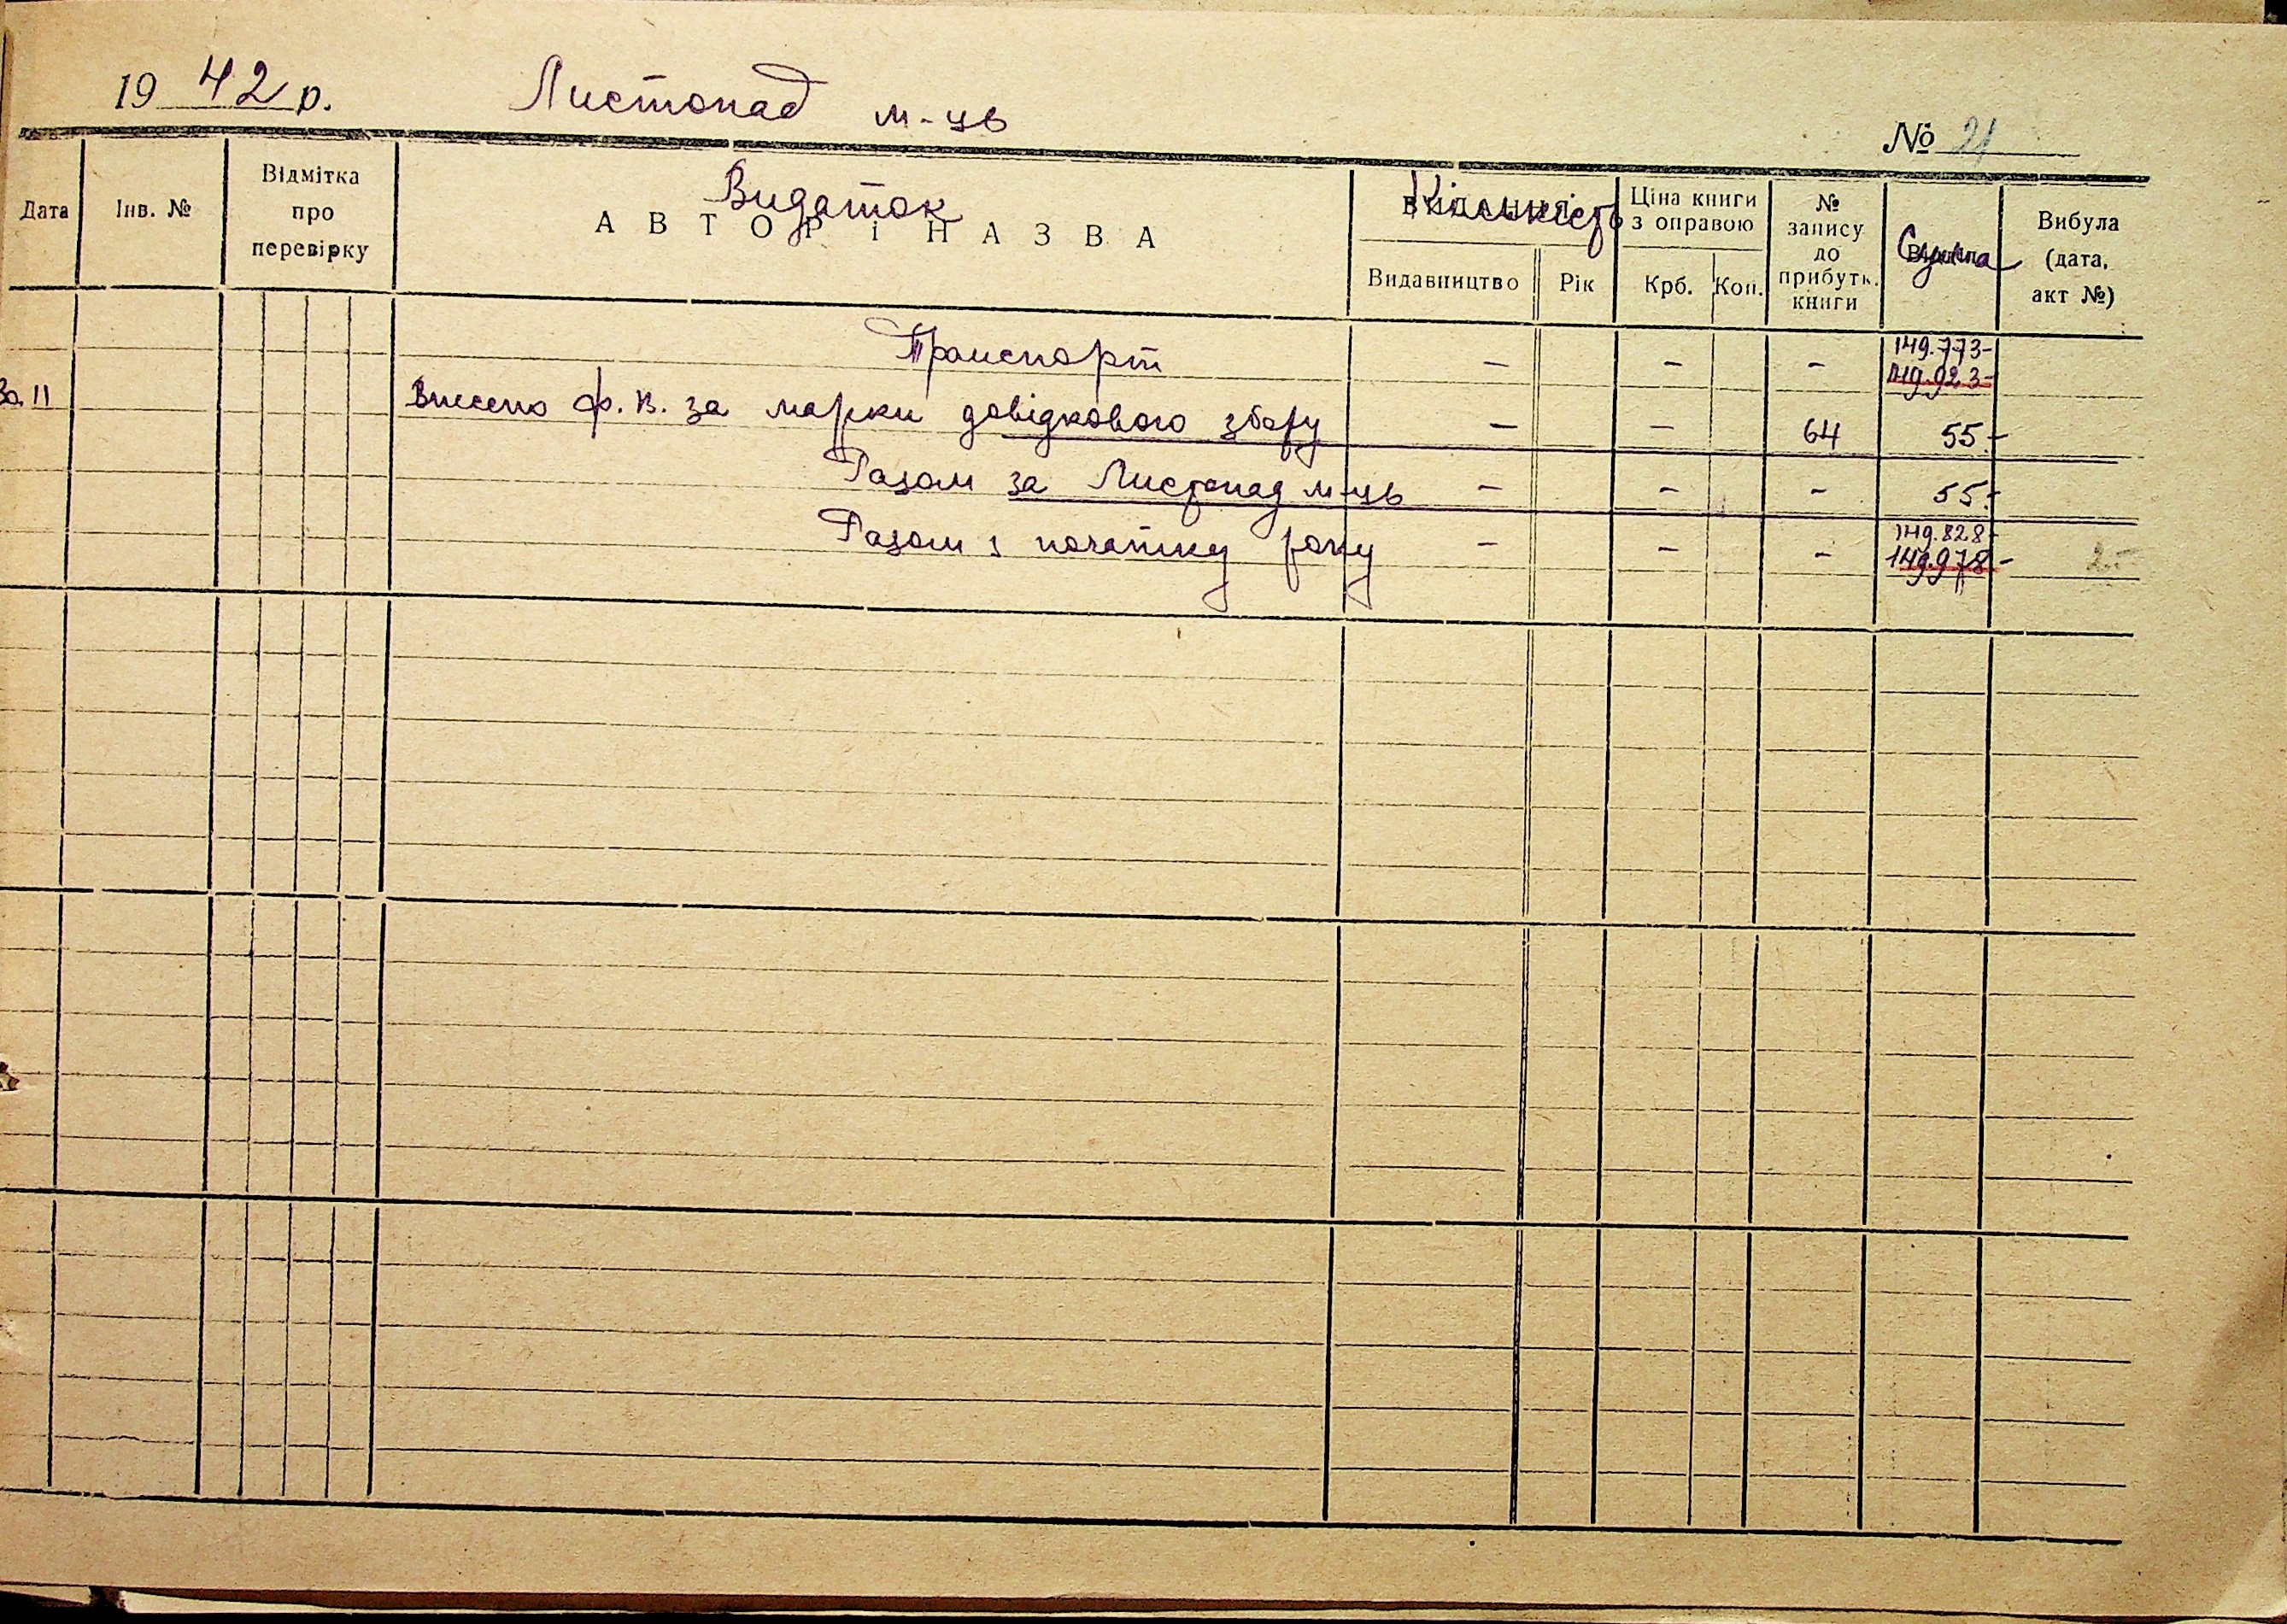 19 42 р. Листопад м-ць
№ 21
Дата Інв. № Відмітка про перевірку АВТОР І НАЗВА Видаток Кількість Ціна книги з оправою № запису до прибутк. книги Сума Вибула (дата, акт №)
Видавництво Рік Крб. Коп.
Транспорт — — — 149.773-
149.923-
30.11 Внесено ф.в. за марки довідкового збору — — 64 55.-
Разом за Листопад м-ць — — — 55.-
Разом з початку року — — — 149.828-
149.978-